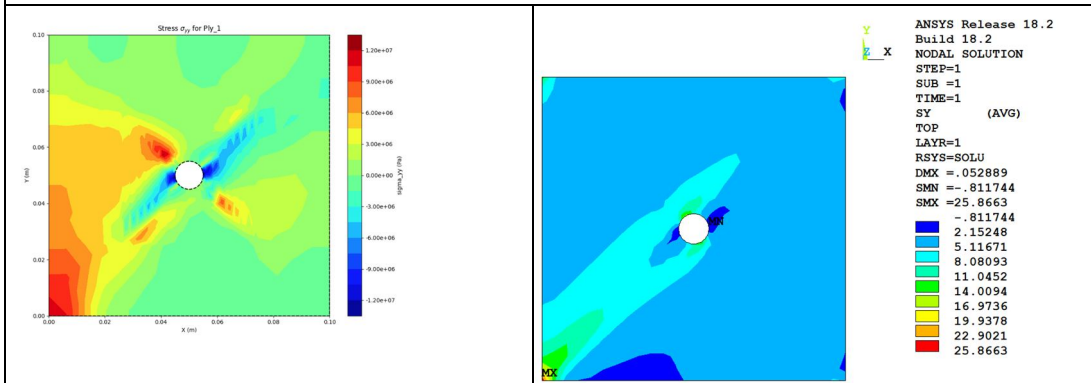 Stress σyy for Ply_1
0.10
0.08
0.06
0.04
0.02
0.00
0.00 0.02 0.04 0.06 0.08 0.10
X (m)
Y (m)
1.20e+07
9.00e+06
6.00e+06
3.00e+06
0.00e+00
-3.00e+06
-6.00e+06
-9.00e+06
-1.20e+07
sigma_yy (Pa)
Y
Z X
MN
MX
ANSYS Release 18.2
Build 18.2
NODAL SOLUTION
STEP=1
SUB =1
TIME=1
SY (AVG)
TOP
LAYR=1
RSYS=SOLU
DMX =.052889
SMN =-.811744
SMX =25.8663
-.811744
2.15248
5.11671
8.08093
11.0452
14.0094
16.9736
19.9378
22.9021
25.8663